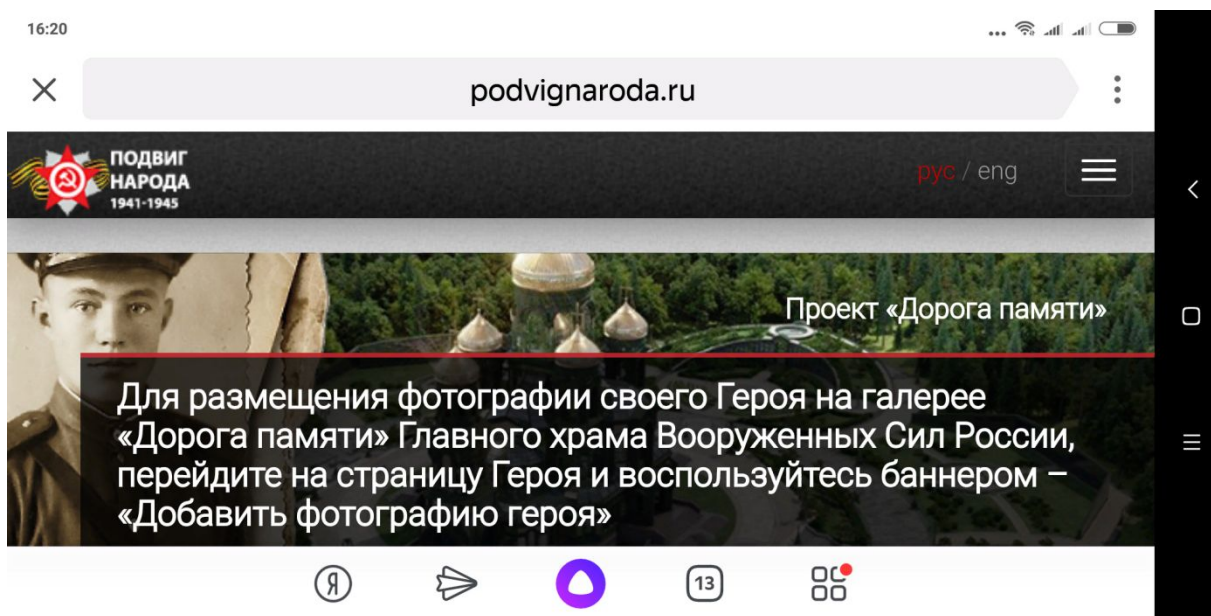 16:20
podvignaroda.ru
ПОДВИГ
НАРОДА
1941-1945
рус / eng
Проект «Дорога памяти»
Для размещения фотографии своего Героя на галерее
«Дорога памяти» Главного храма Вооруженных Сил России,
перейдите на страницу Героя и воспользуйтесь баннером –
«Добавить фотографию героя»
Я
13